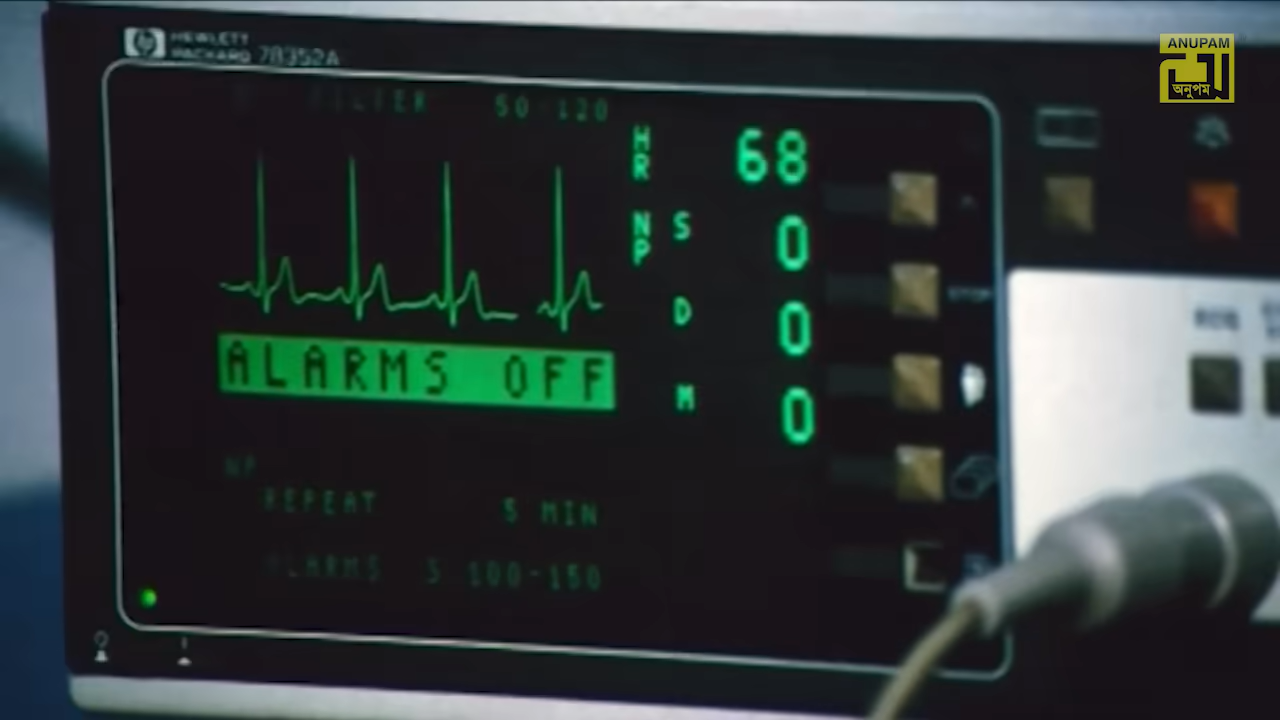 HEWLETT
PACKARD 78352A
ANUPAM
অনুপম
FILTER 50-120
HR 68
NP S 0
D 0
M 0
ALARMS OFF
NP
REPEAT 5 MIN
ALARMS S 100-150
STOP